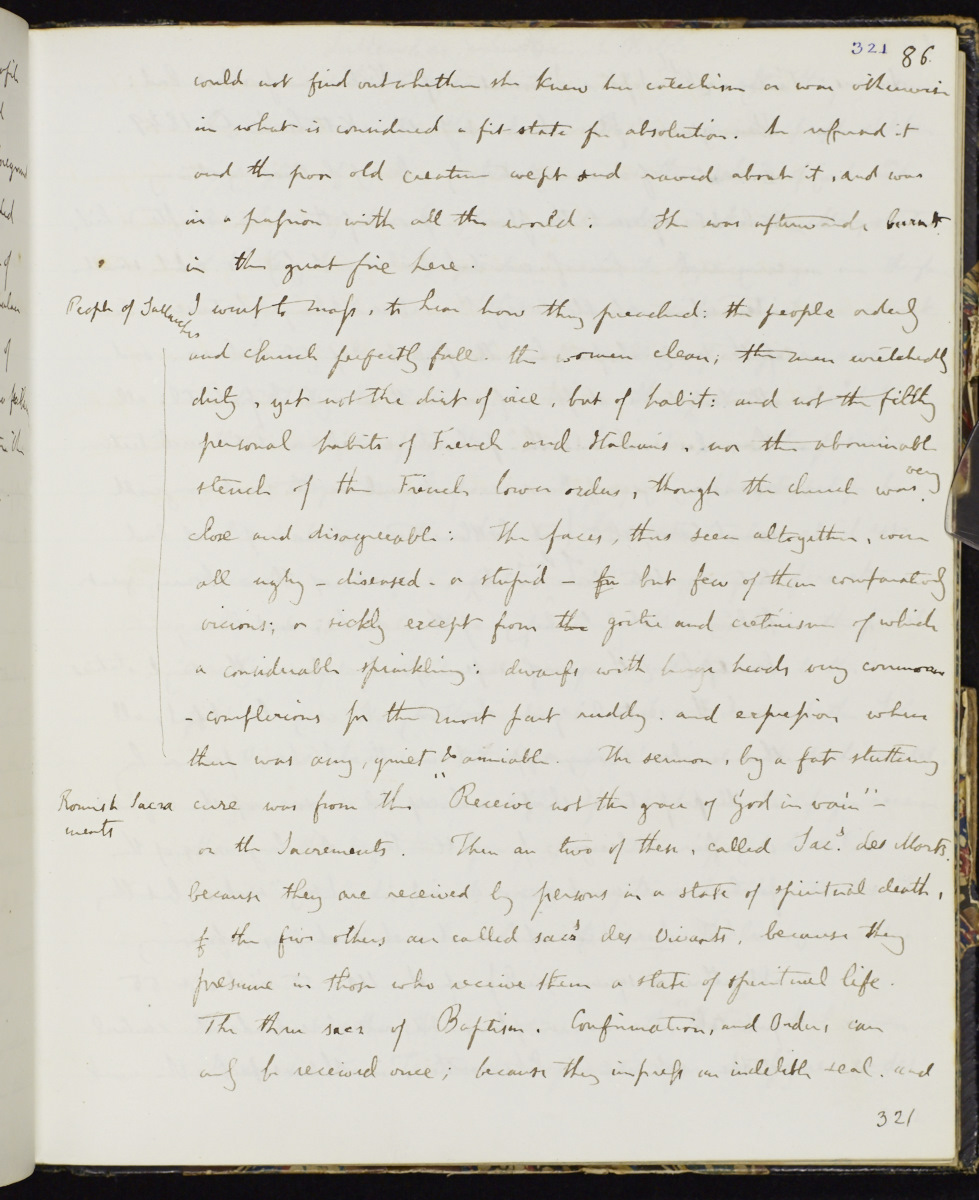 321 86.
could not find out whether she knew her catechism or was otherwise
in what is considered a fit state for absolution. he refused it
and the poor old creature wept and raved about it, and was
in a passion with all the world: She was afterwards burnt
in the great fire here.
People of Sallanches
I went to mass, to hear how they preached: the people orderly
and church perfectly full. the women clean; the men wretchedly
dirty, yet not the dirt of vice, but of habit: and not the filthy
personal habits of French and Italians, nor the abominable
stench of the French lower orders, though the church was very
close and disagreeable: The faces, thus seen altogether, were
all ugly - diseased - or stupid - for but few of them comparatively
vicious; or sickly except from the goitre and cretinism of which
a considerable sprinkling: dwarfs with large heads very common
- complexions for the most part ruddy. and expression where
there was any, quiet & amiable. The sermon, by a fat stuttering
Romish Sacra
ments
cure was from the "Receive not the grace of God in vain" -
on the Sacrements. There are two of these, called Sacs. des Morts.
because they are received by persons in a state of spiritual death,
& the five others are called sacs des Vivants, because they
presume in those who receive them a state of spiritual life.
The three sacs of Baptism. Confirmation, and Orders, can
only be received once; because they impress an indelible seal. and
321